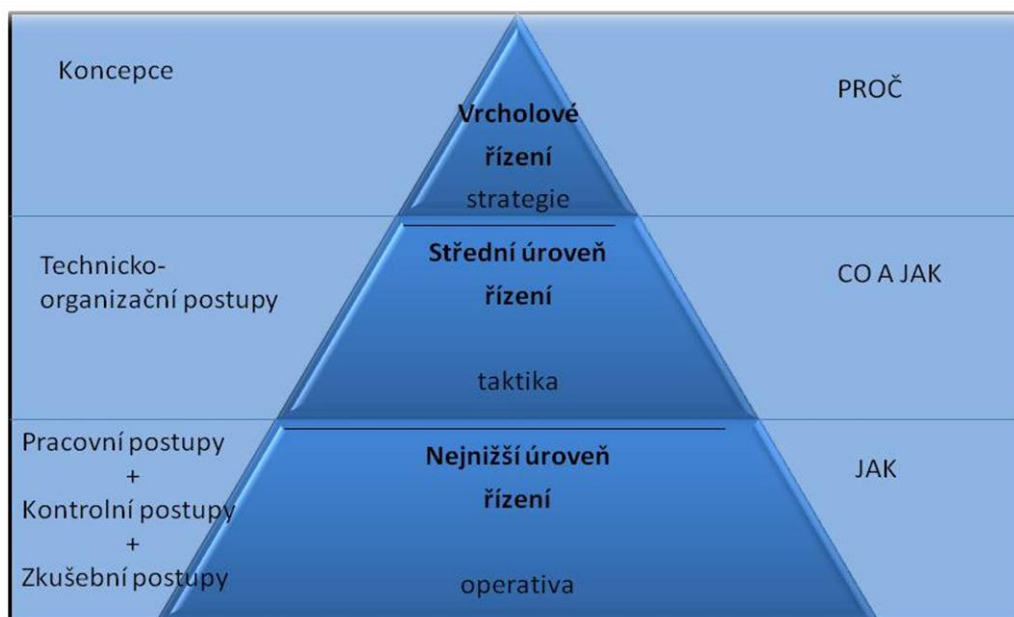 Koncepce
PROČ
Vrcholové
řízení
strategie
Technicko-
organizační postupy
CO A JAK
Střední úroveň
řízení
taktika
Pracovní postupy
+
Kontrolní postupy
+
Zkušební postupy
Nejnižší úroveň
řízení
operativa
JAK